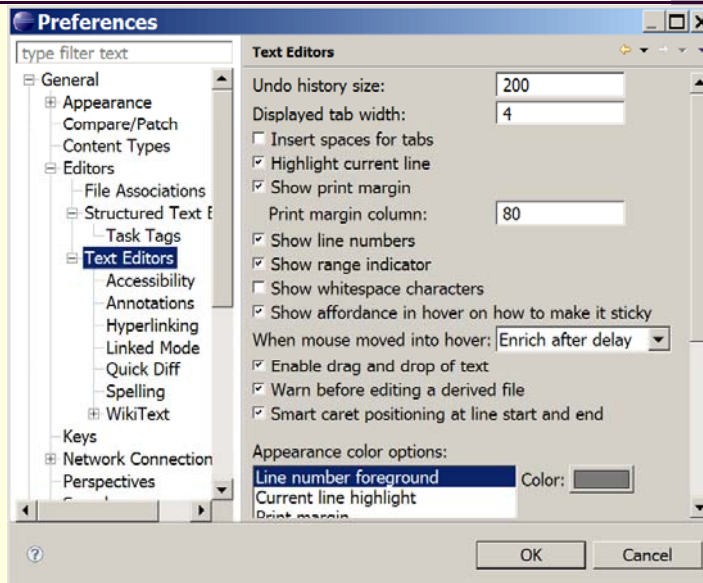 Preferences
type filter text
General
Appearance
Compare/Patch
Content Types
Editors
File Associations
Structured Text E
Task Tags
Text Editors
Accessibility
Annotations
Hyperlinking
Linked Mode
Quick Diff
Spelling
WikiText
Keys
Network Connection
Perspectives
Text Editors
Undo history size: 200
Displayed tab width: 4
Insert spaces for tabs
Highlight current line
Show print margin
Print margin column: 80
Show line numbers
Show range indicator
Show whitespace characters
Show affordance in hover on how to make it sticky
When mouse moved into hover: Enrich after delay
Enable drag and drop of text
Warn before editing a derived file
Smart caret positioning at line start and end
Appearance color options:
Line number foreground Color:
Current line highlight
Print margin
?
OK Cancel